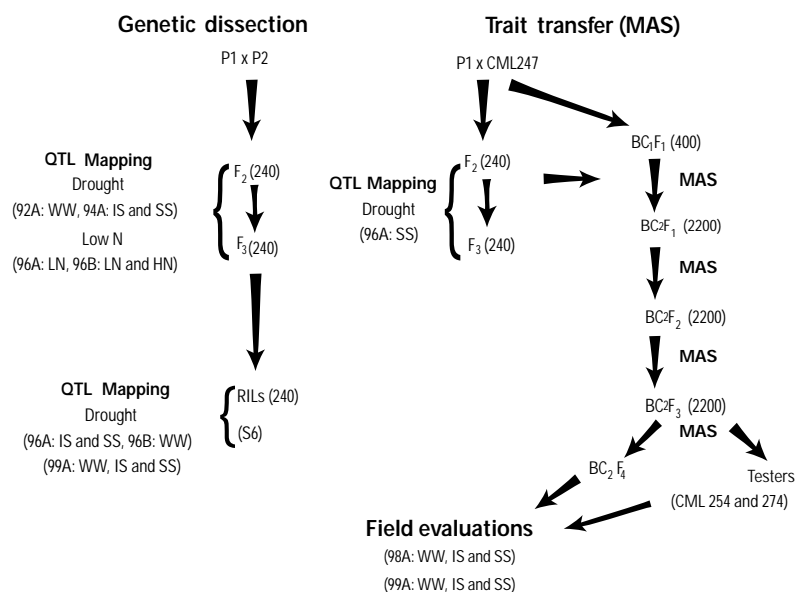 Genetic dissection
P1 x P2
QTL Mapping
Drought
(92A: WW, 94A: IS and SS)
Low N
(96A: LN, 96B: LN and HN)
F2 (240)
F3 (240)
QTL Mapping
Drought
(96A: IS and SS, 96B: WW)
(99A: WW, IS and SS)
RILs (240)
(S6)
Trait transfer (MAS)
P1 x CML247
QTL Mapping
Drought
(96A: SS)
F2 (240)
F3 (240)
BC1F1 (400)
MAS
BC2F1 (2200)
MAS
BC2F2 (2200)
MAS
BC2F3 (2200)
MAS
BC2 F4
Testers
(CML 254 and 274)
Field evaluations
(98A: WW, IS and SS)
(99A: WW, IS and SS)